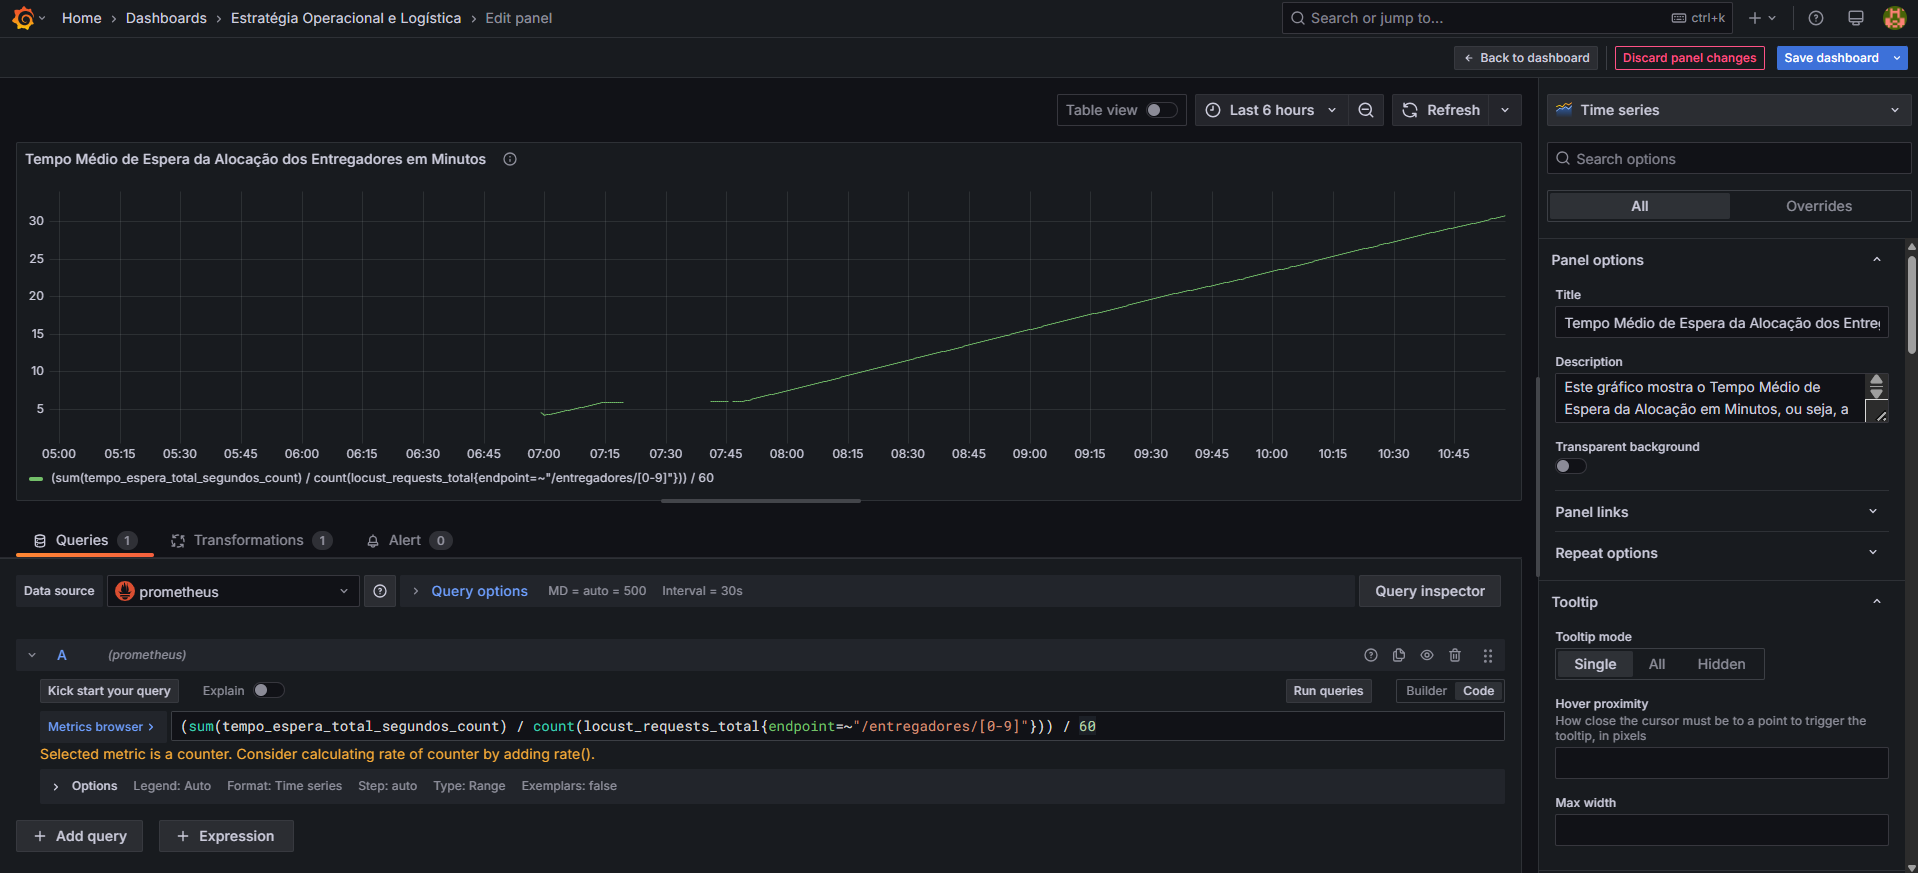 Home › Dashboards › Estratégia Operacional e Logística › Edit panel
Search or jump to... ctrl+k
Back to dashboard
Discard panel changes
Save dashboard
Table view
Last 6 hours
Refresh
Time series
Search options
All
Overrides
Tempo Médio de Espera da Alocação dos Entregadores em Minutos
30
25
20
15
10
5
05:00 05:15 05:30 05:45 06:00 06:15 06:30 06:45 07:00 07:15 07:30 07:45 08:00 08:15 08:30 08:45 09:00 09:15 09:30 09:45 10:00 10:15 10:30 10:45
(sum(tempo_espera_total_segundos_count) / count(locust_requests_total{endpoint=~"/entregadores/[0-9]"})) / 60
Queries 1
Transformations 1
Alert 0
Data source
prometheus
Query options
MD = auto = 500
Interval = 30s
Query inspector
A
(prometheus)
Kick start your query
Explain
Run queries
Builder
Code
Metrics browser
(sum(tempo_espera_total_segundos_count) / count(locust_requests_total{endpoint=~"/entregadores/[0-9]"})) / 60
Selected metric is a counter. Consider calculating rate of counter by adding rate().
Options
Legend: Auto
Format: Time series
Step: auto
Type: Range
Exemplars: false
+ Add query
+ Expression
Panel options
Title
Tempo Médio de Espera da Alocação dos Entre
Description
Este gráfico mostra o Tempo Médio de
Espera da Alocação em Minutos, ou seja, a
Transparent background
Panel links
Repeat options
Tooltip
Tooltip mode
Single
All
Hidden
Hover proximity
How close the cursor must be to a point to trigger the
tooltip, in pixels
Max width